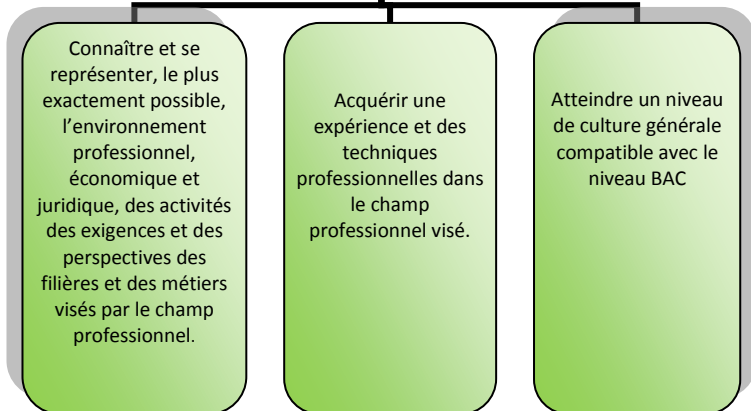 Connaître et se
représenter, le plus
exactement possible,
l’environnement
professionnel,
économique et
juridique, des activités
des exigences et des
perspectives des
filières et des métiers
visés par le champ
professionnel.
Acquérir une
expérience et des
techniques
professionnelles dans
le champ
professionnel visé.
Atteindre un niveau
de culture générale
compatible avec le
niveau BAC